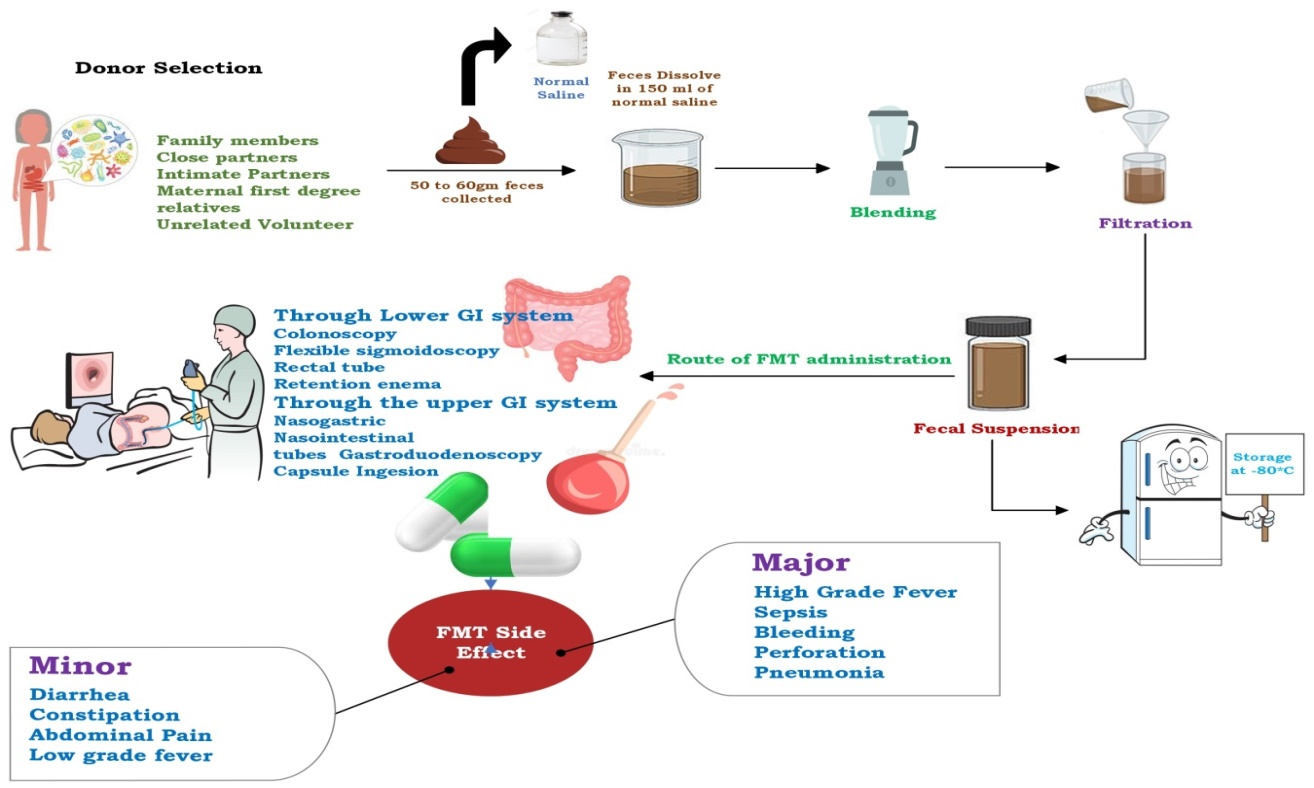 Donor Selection
Family members
Close partners
Intimate Partners
Maternal first degree
relatives
Unrelated Volunteer
50 to 60gm feces
collected
Normal
Saline
Feces Dissolve
in 150 ml of
normal saline
Blending
Filtration
Fecal Suspension
Storage
at -80*C
Route of FMT administration
Through Lower GI system
Colonoscopy
Flexible sigmoidoscopy
Rectal tube
Retention enema
Through the upper GI system
Nasogastric
Nasointestinal
tubes Gastroduodenoscopy
Capsule Ingesion
FMT Side
Effect
Major
High Grade Fever
Sepsis
Bleeding
Perforation
Pneumonia
Minor
Diarrhea
Constipation
Abdominal Pain
Low grade fever